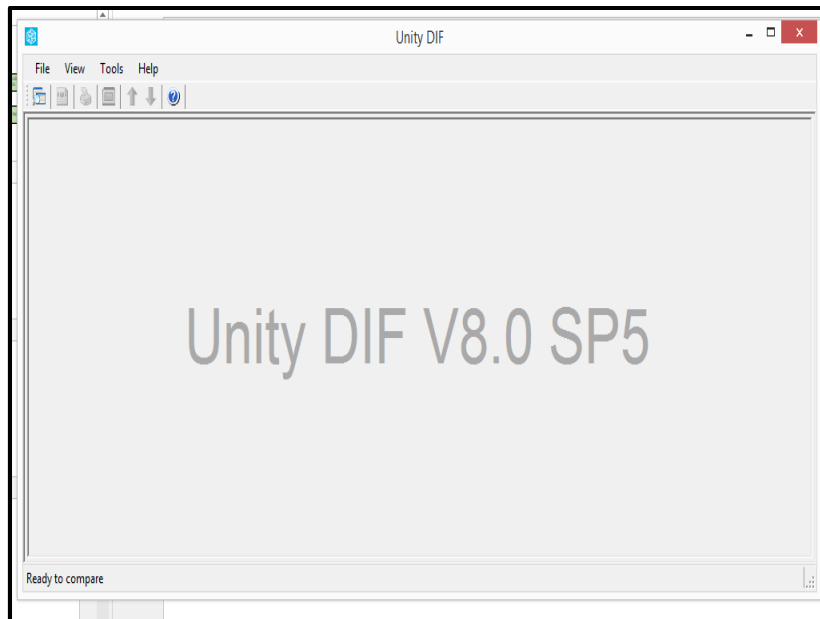 Unity DIF
File View Tools Help
Unity DIF V8.0 SP5
Ready to compare